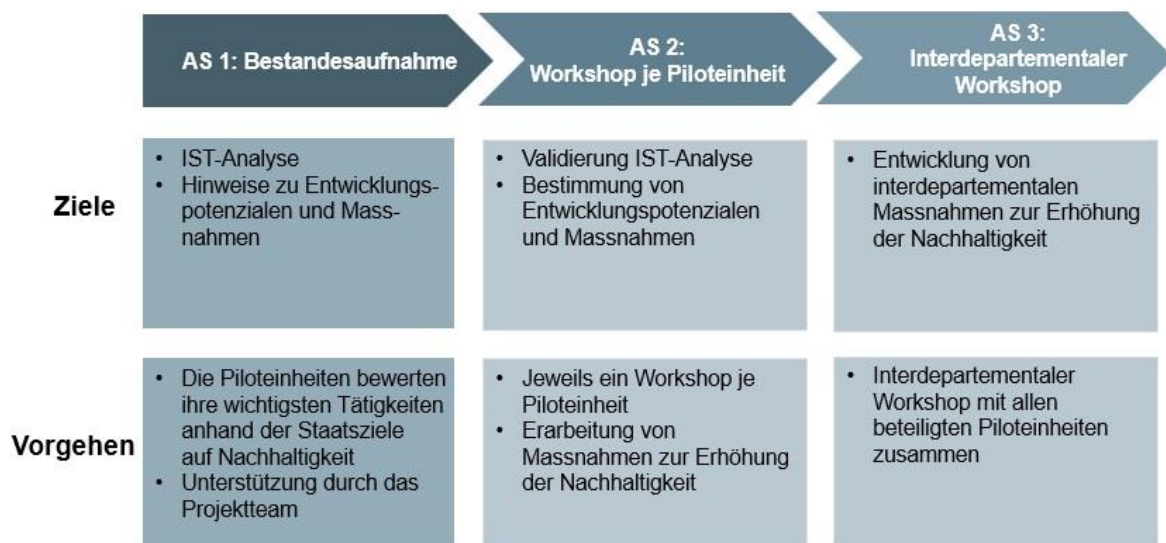 AS 1: Bestandesaufnahme
AS 2:
Workshop je Piloteinheit
AS 3:
Interdepartementaler
Workshop
Ziele
• IST-Analyse
• Hinweise zu Entwicklungs-
potenzialen und Mass-
nahmen
• Validierung IST-Analyse
• Bestimmung von
Entwicklungspotenzialen
und Massnahmen
• Entwicklung von
interdepartementalen
Massnahmen zur Erhöhung
der Nachhaltigkeit
Vorgehen
• Die Piloteinheiten bewerten
ihre wichtigsten Tätigkeiten
anhand der Staatsziele
auf Nachhaltigkeit
• Unterstützung durch das
Projektteam
• Jeweils ein Workshop je
Piloteinheit
• Erarbeitung von
Massnahmen zur Erhöhung
der Nachhaltigkeit
• Interdepartementaler
Workshop mit allen
beteiligten Piloteinheiten
zusammen